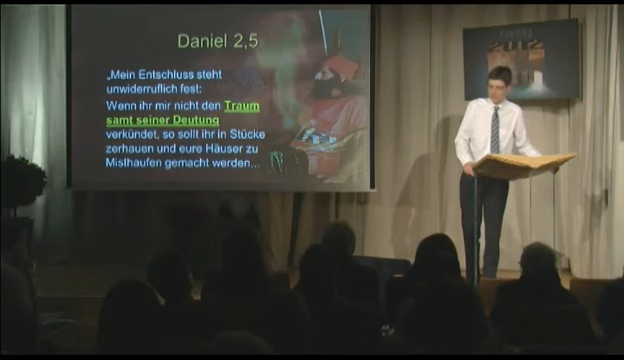 Daniel 2,5
„Mein Entschluss steht
unwiderruflich fest:
Wenn ihr mir nicht den Traum
samt seiner Deutung
verkündet, so sollt ihr in Stücke
zerhauen und eure Häuser zu
Misthaufen gemacht werden...